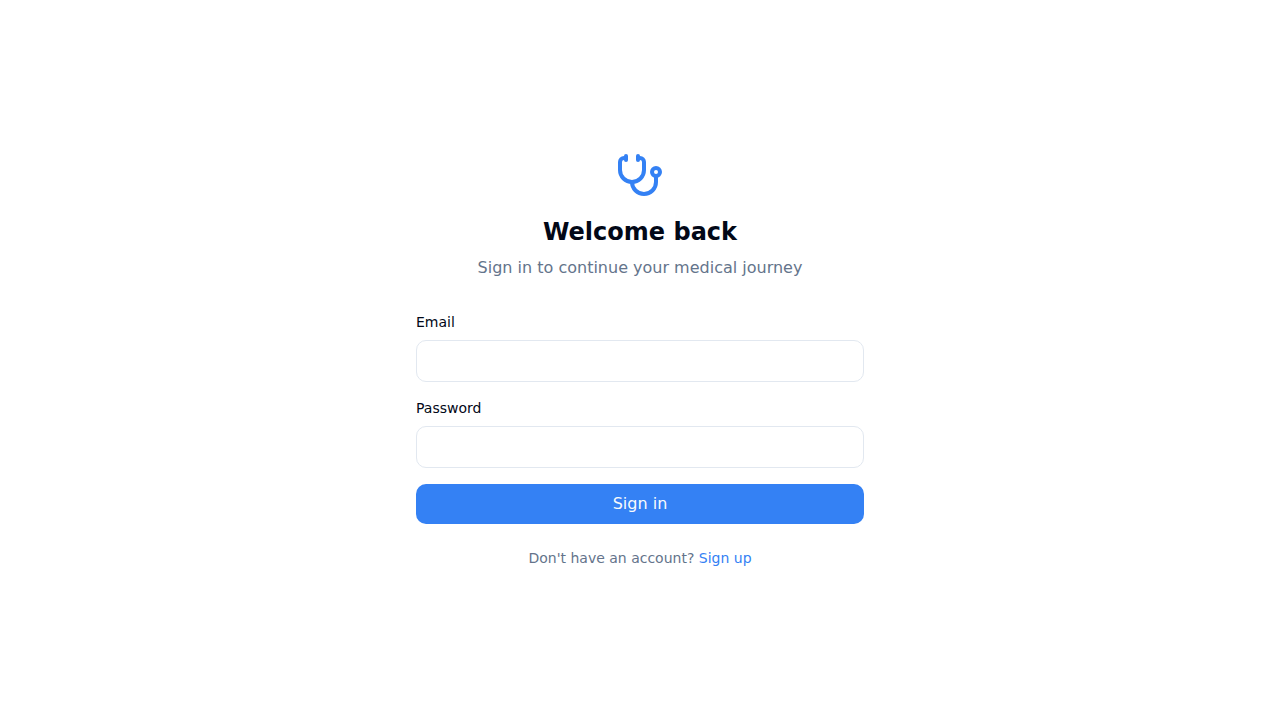 Welcome back
Sign in to continue your medical journey
Email
Password
Sign in
Don't have an account? Sign up